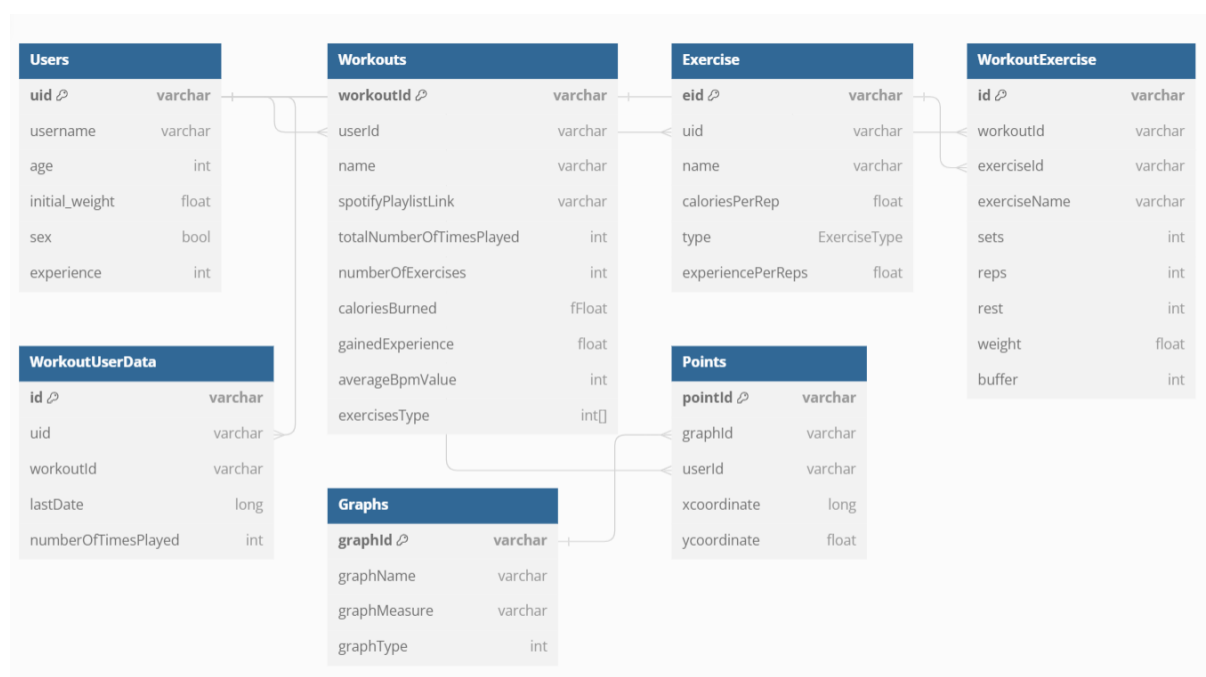 Users
uid varchar
username varchar
age int
initial_weight float
sex bool
experience int
Workouts
workoutId varchar
userId varchar
name varchar
spotifyPlaylistLink varchar
totalNumberOfTimesPlayed int
numberOfExercises int
caloriesBurned fFloat
gainedExperience float
averageBpmValue int
exercisesType int[]
Exercise
eid varchar
uid varchar
name varchar
caloriesPerRep float
type ExerciseType
experiencePerReps float
WorkoutExercise
id varchar
workoutId varchar
exerciseId varchar
exerciseName varchar
sets int
reps int
rest int
weight float
buffer int
WorkoutUserData
id varchar
uid varchar
workoutId varchar
lastDate long
numberOfTimesPlayed int
Graphs
graphId varchar
graphName varchar
graphMeasure varchar
graphType int
Points
pointId varchar
graphId varchar
userId varchar
xcoordinate long
ycoordinate float